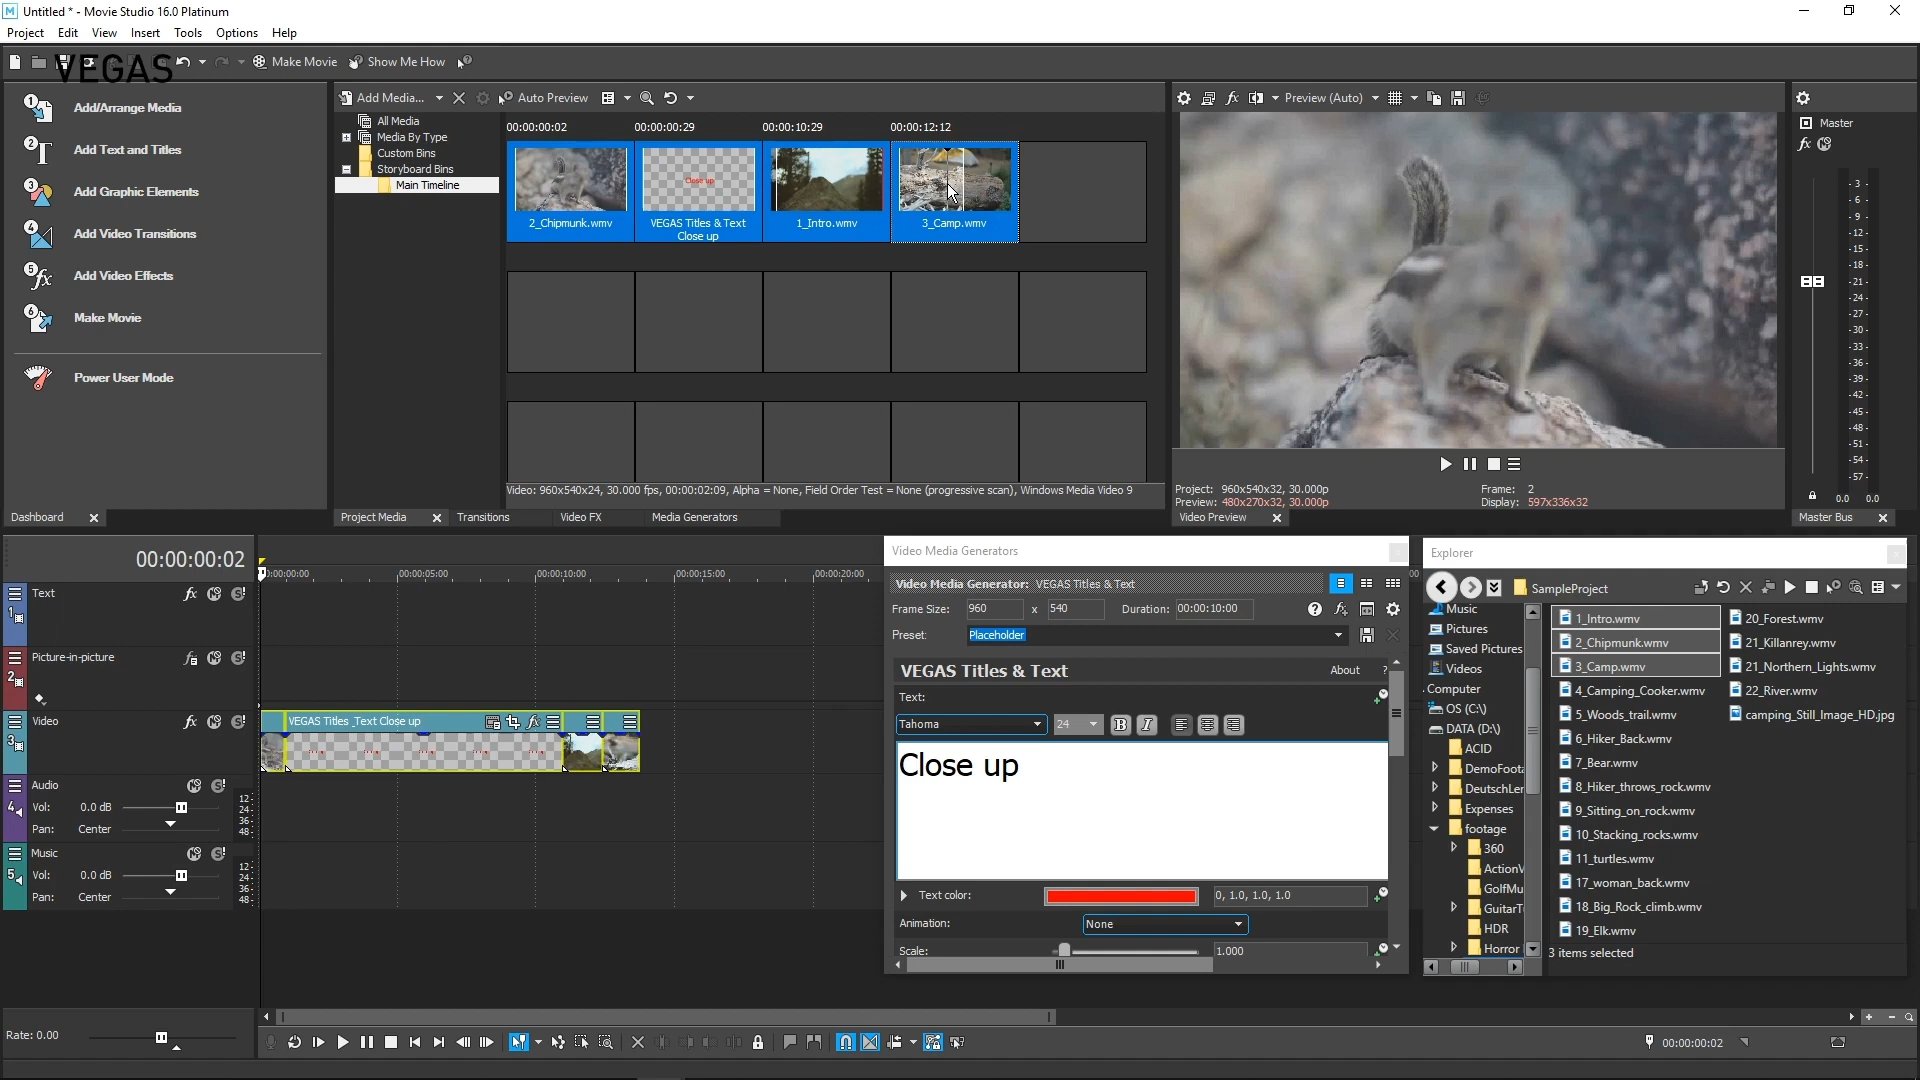 Untitled * - Movie Studio 16.0 Platinum
Project Edit View Insert Tools Options Help
VEGAS
Make Movie Show Me How
1 Add/Arrange Media
2 Add Text and Titles
3 Add Graphic Elements
4 Add Video Transitions
5 Add Video Effects
6 Make Movie
Power User Mode
Dashboard
Add Media... Auto Preview
All Media
Media By Type
Custom Bins
Storyboard Bins
Main Timeline
00:00:00:02 00:00:00:29 00:00:10:29 00:00:12:12
Close up
2_Chipmunk.wmv VEGAS Titles & Text 1_Intro.wmv 3_Camp.wmv
Close up
Video: 960x540x24, 30.000 fps, 00:00:02:09, Alpha = None, Field Order Test = None (progressive scan), Windows Media Video 9
Project Media Transitions Video FX Media Generators
Preview (Auto)
Project: 960x540x32, 30.000p Frame: 2
Preview: 480x270x32, 30.000p Display: 597x336x32
Video Preview
Master
fx
-3-
-6-
-9-
-12-
-15-
-18-
-21-
-24-
-27-
-30-
-33-
-36-
-39-
-42-
-45-
-48-
-51-
-54-
-57-
0.0 0.0
Master Bus
00:00:00:02
00:00:05:00 00:00:10:00 00:00:15:00 00:00:20:00
1 Text fx
2 Picture-in-picture
3 Video fx
VEGAS Titles _Text Close up fx
4 Audio
Vol: 0.0 dB
Pan: Center
12-
24-
36-
48-
5 Music
Vol: 0.0 dB
Pan: Center
12-
24-
36-
48-
Rate: 0.00
Video Media Generators
Video Media Generator: VEGAS Titles & Text
Frame Size: 960 x 540 Duration: 00:00:10:00
Preset: Placeholder
VEGAS Titles & Text About ?
Text:
Tahoma 24 B I
Close up
Text color: 0, 1.0, 1.0, 1.0
Animation: None
Scale: 1.000
Explorer
SampleProject
Music
Pictures
Saved Pictures
Videos
Computer
OS (C:\)
DATA (D:\)
ACID
DemoFoota
DeutschLer
Expenses
footage
360
ActionV
GolfMu
GuitarT
HDR
Horror
1_Intro.wmv
2_Chipmunk.wmv
3_Camp.wmv
4_Camping_Cooker.wmv
5_Woods_trail.wmv
6_Hiker_Back.wmv
7_Bear.wmv
8_Hiker_throws_rock.wmv
9_Sitting_on_rock.wmv
10_Stacking_rocks.wmv
11_turtles.wmv
17_woman_back.wmv
18_Big_Rock_climb.wmv
19_Elk.wmv
20_Forest.wmv
21_Killanrey.wmv
21_Northern_Lights.wmv
22_River.wmv
camping_Still_Image_HD.jpg
3 items selected
00:00:00:02